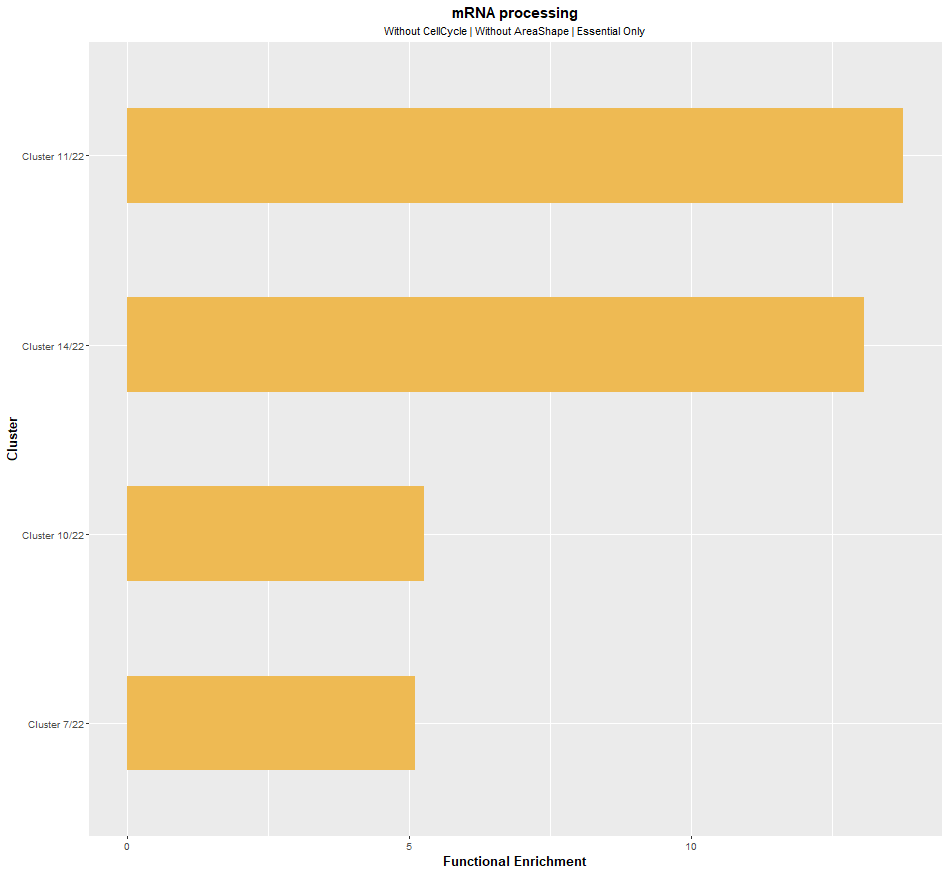 mRNA processing
Without CellCycle | Without AreaShape | Essential Only
Cluster 11/22
Cluster 14/22
Cluster 10/22
Cluster 7/22
Cluster
0 5 10
Functional Enrichment